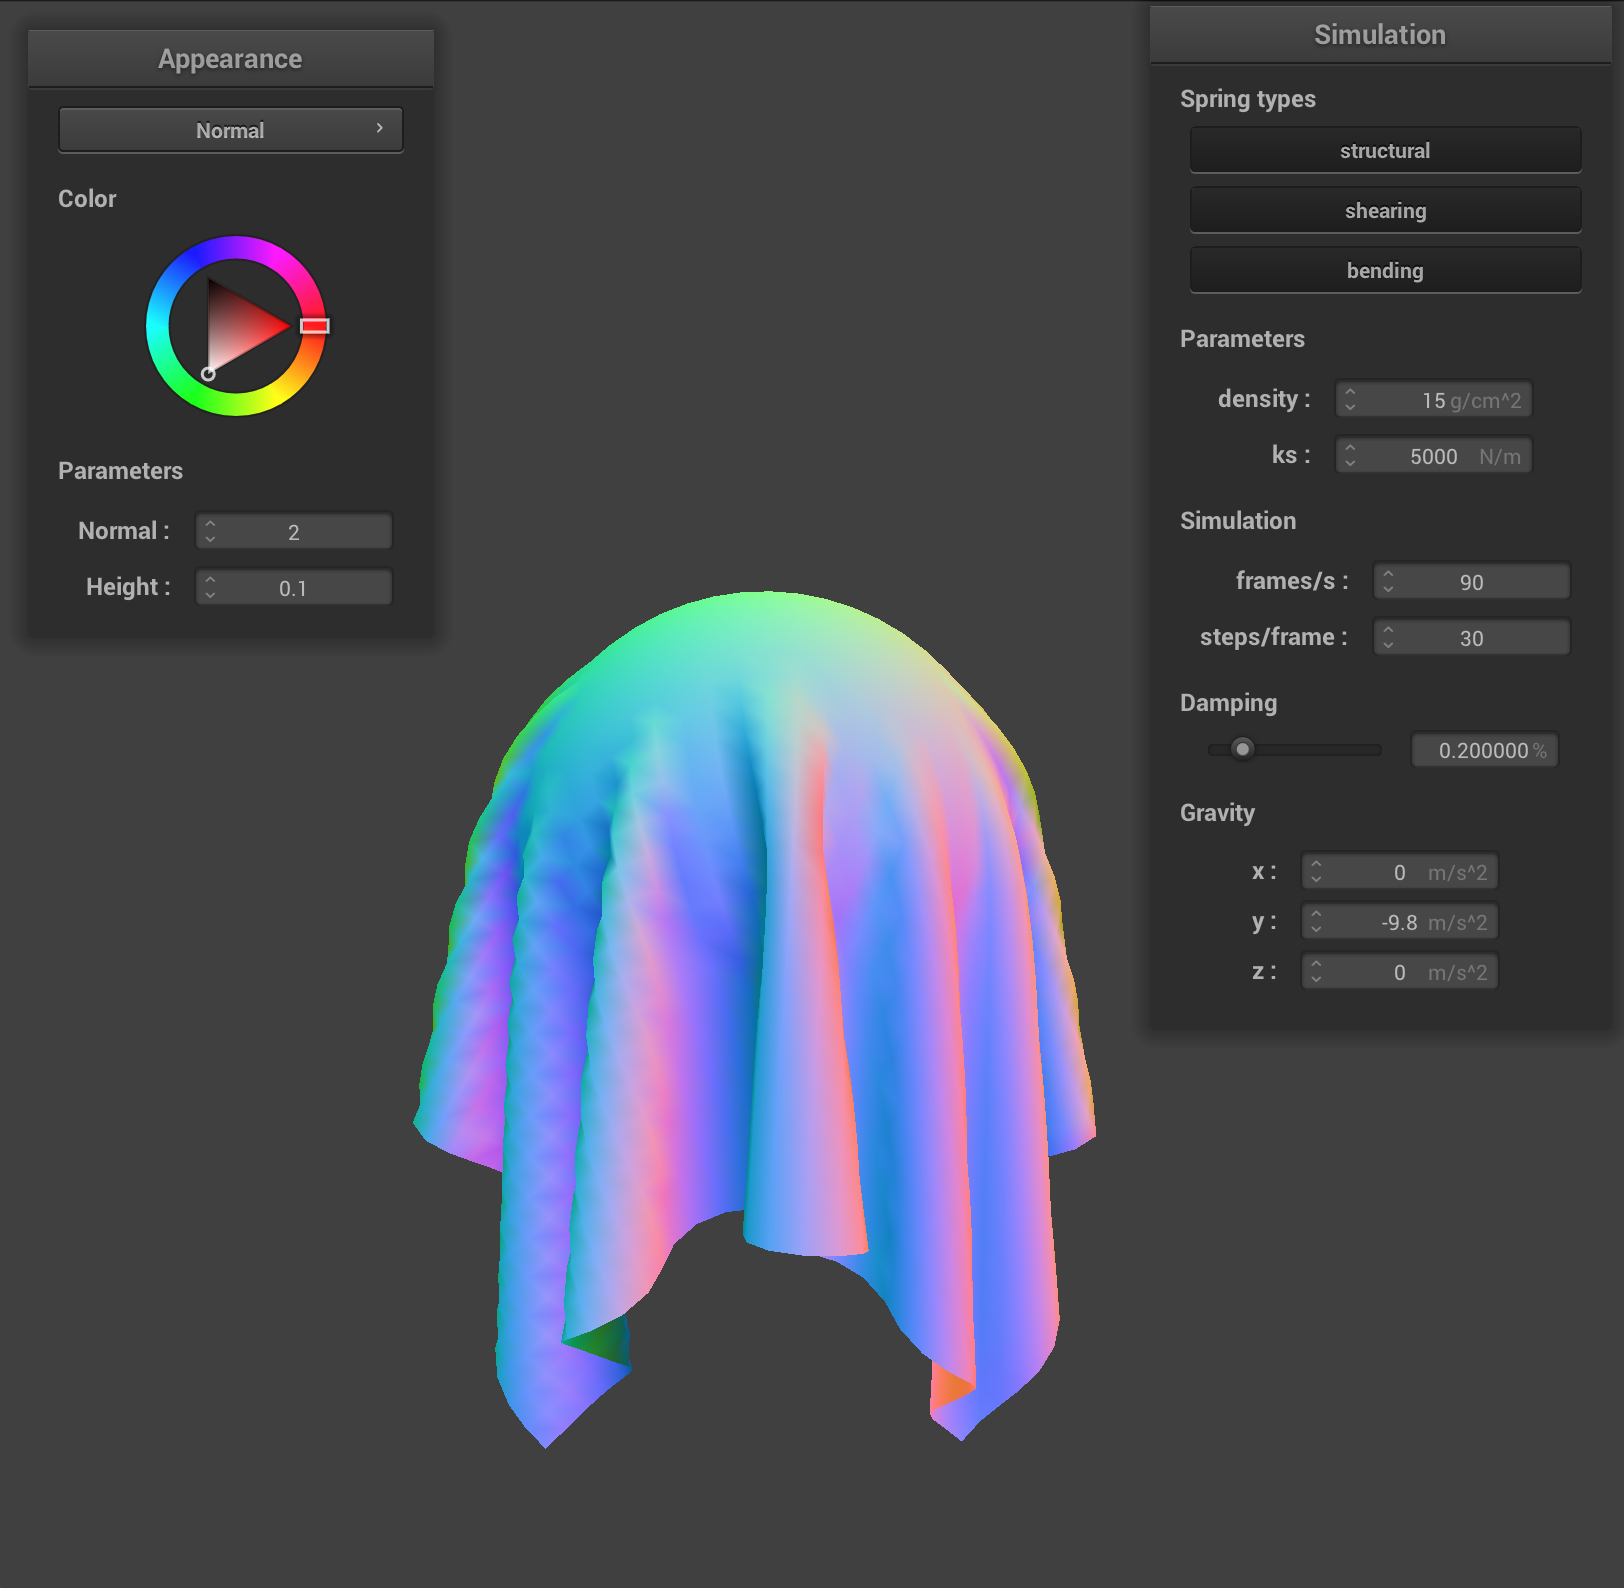 Appearance
Normal
Color
Parameters
Normal : 2
Height : 0.1
Simulation
Spring types
structural
shearing
bending
Parameters
density : 15 g/cm^2
ks : 5000 N/m
Simulation
frames/s : 90
steps/frame : 30
Damping
0.200000 %
Gravity
x : 0 m/s^2
y : -9.8 m/s^2
z : 0 m/s^2